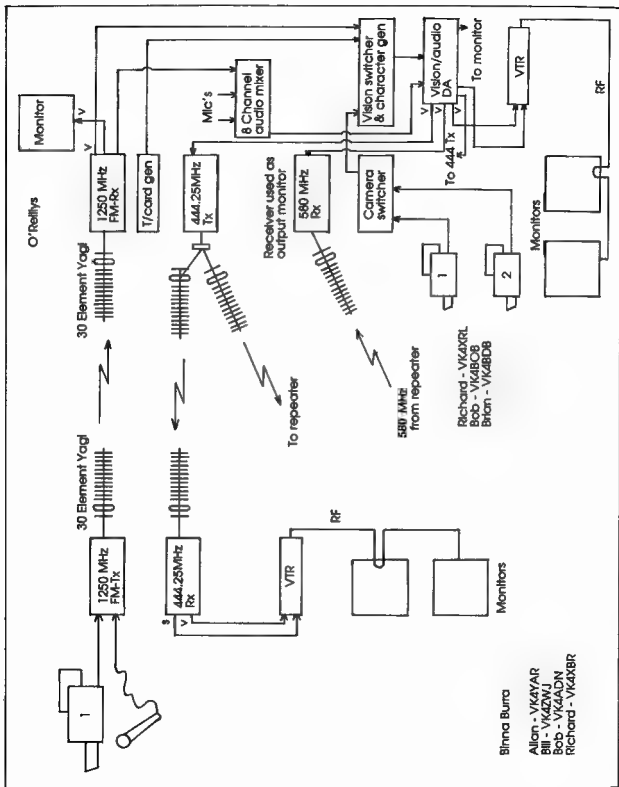 O'Reillys
Monitor
V
V
1250 MHz
FM-Rx
30 Element Yagi
T/card gen
Mic's
8 Channel
audio mixer
444.25MHz
Tx
Receiver used as
output monitor
580 MHz
Rx
Vision switcher
& character gen
Camera
switcher
Vision/audio
DA
V
V
V
V
To monitor
To 444 Tx
VTR
RF
1
2
Monitors
To repeater
580 MHz
from repeater
Richard - VK4XRL
Bob - VK4BOB
Brian - VK4BDB
30 Element Yagi
1250 MHz
FM-Tx
1
444.25MHz
Rx
S
V
VTR
RF
Monitors
Binna Burra
Allan - VK4YAR
Bill - VK4ZWJ
Bob - VK4ADN
Richard - VK4XBR